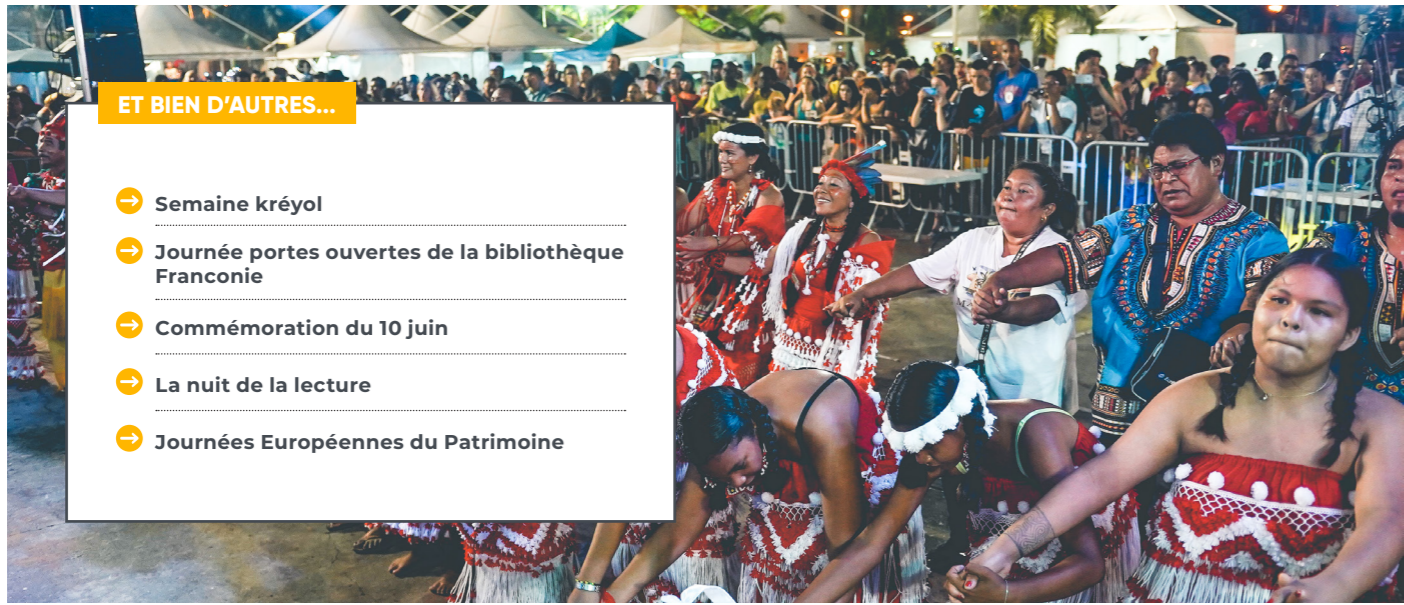 ET BIEN D'AUTRES...
Semaine kréyol
Journée portes ouvertes de la bibliothèque
Franconie
Commémoration du 10 juin
La nuit de la lecture
Journées Européennes du Patrimoine